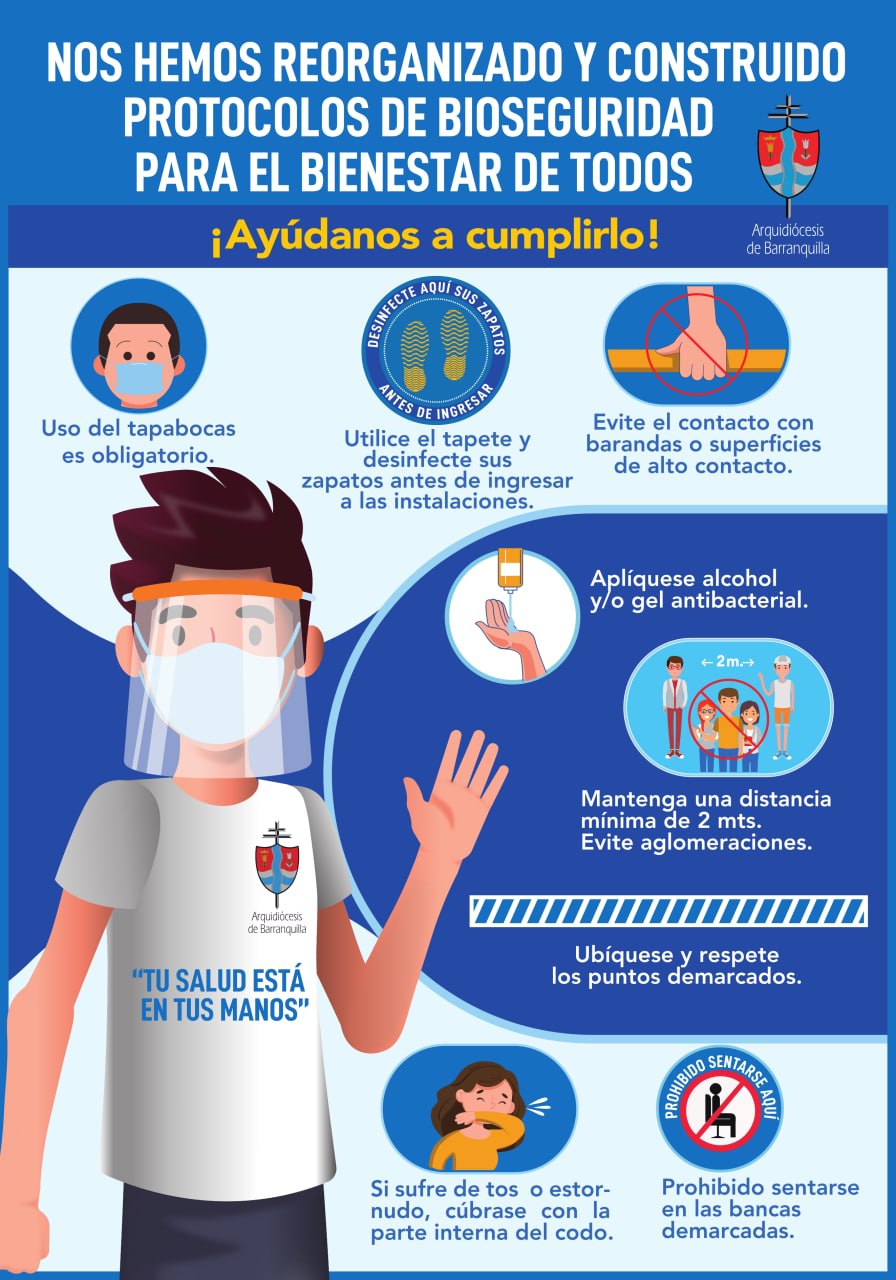 NOS HEMOS REORGANIZADO Y CONSTRUIDO
PROTOCOLOS DE BIOSEGURIDAD
PARA EL BIENESTAR DE TODOS
Arquidiócesis
de Barranquilla
¡Ayúdanos a cumplirlo!
Uso del tapabocas
es obligatorio.
DESINFECTE AQUÍ SUS ZAPATOS
ANTES DE INGRESAR
Utilice el tapete y
desinfecte sus
zapatos antes de ingresar
a las instalaciones.
Evite el contacto con
barandas o superficies
de alto contacto.
Aplíquese alcohol
y/o gel antibacterial.
←2m.→
Mantenga una distancia
mínima de 2 mts.
Evite aglomeraciones.
Ubíquese y respete
los puntos demarcados.
Arquidiócesis
de Barranquilla
“TU SALUD ESTÁ
EN TUS MANOS”
Si sufre de tos o estor-
nudo, cúbrase con la
parte interna del codo.
PROHIBIDO SENTARSE AQUÍ
Prohibido sentarse
en las bancas
demarcadas.